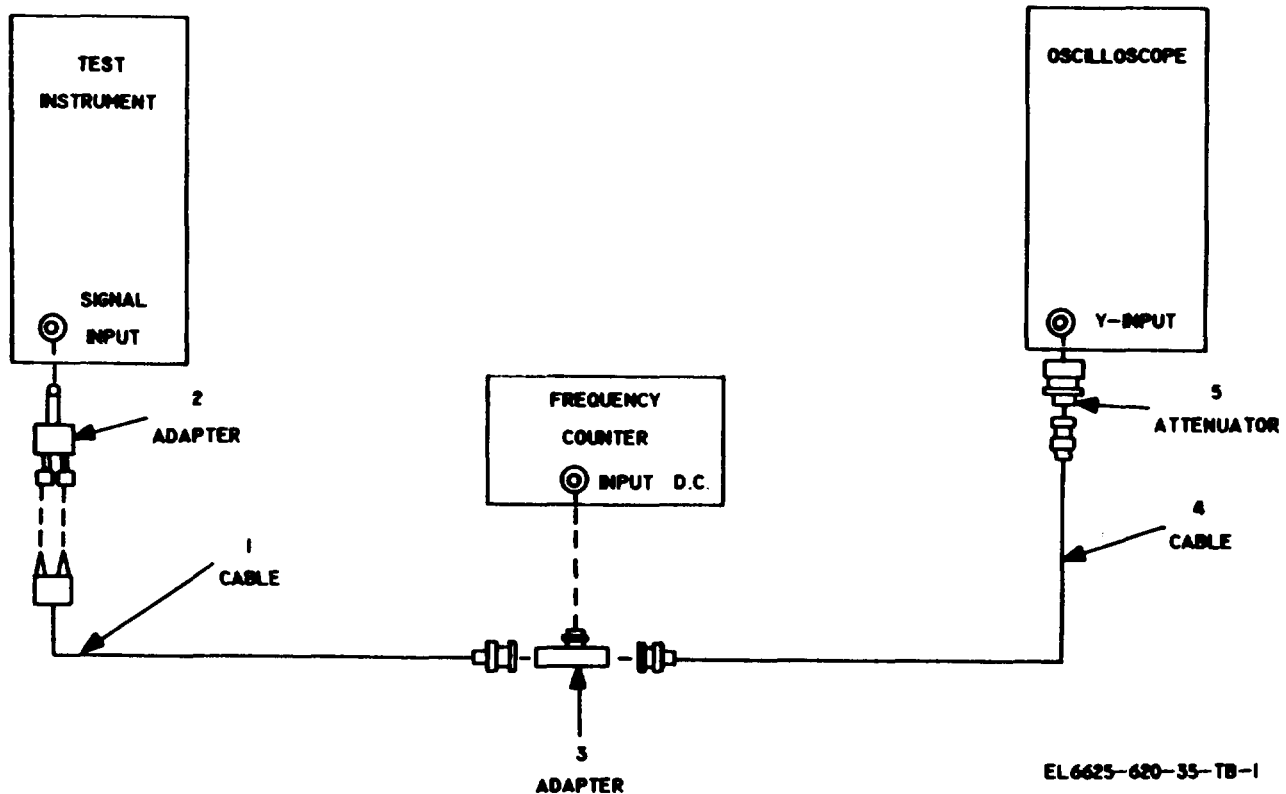 TEST
INSTRUMENT
SIGNAL
INPUT
OSCILLOSCOPE
Y-INPUT
2
ADAPTER
FREQUENCY
COUNTER
INPUT D.C.
5
ATTENUATOR
1
CABLE
4
CABLE
3
ADAPTER
EL6625-620-35-TB-1